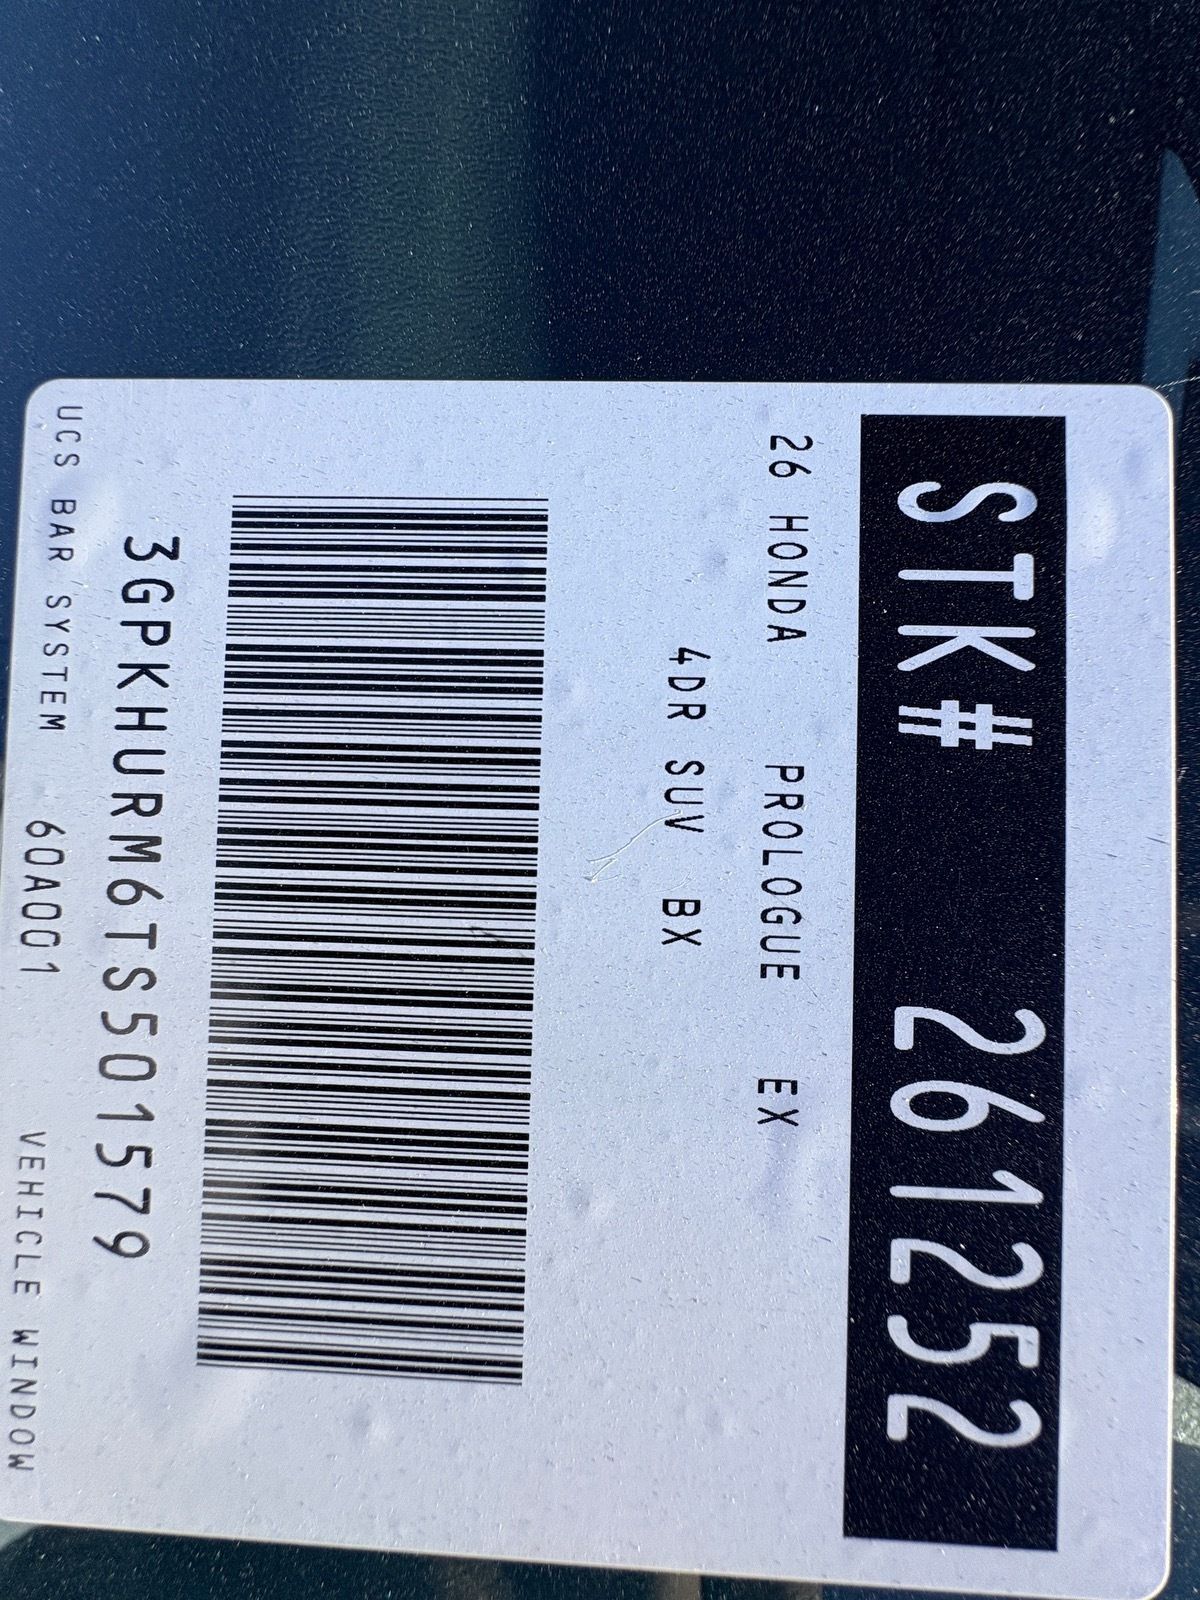 STK# 261252
26 HONDA PROLOGUE EX
4DR SUV BX
3GPKHURM6TS501579
UCS BAR SYSTEM 60A001 VEHICLE WINDOW